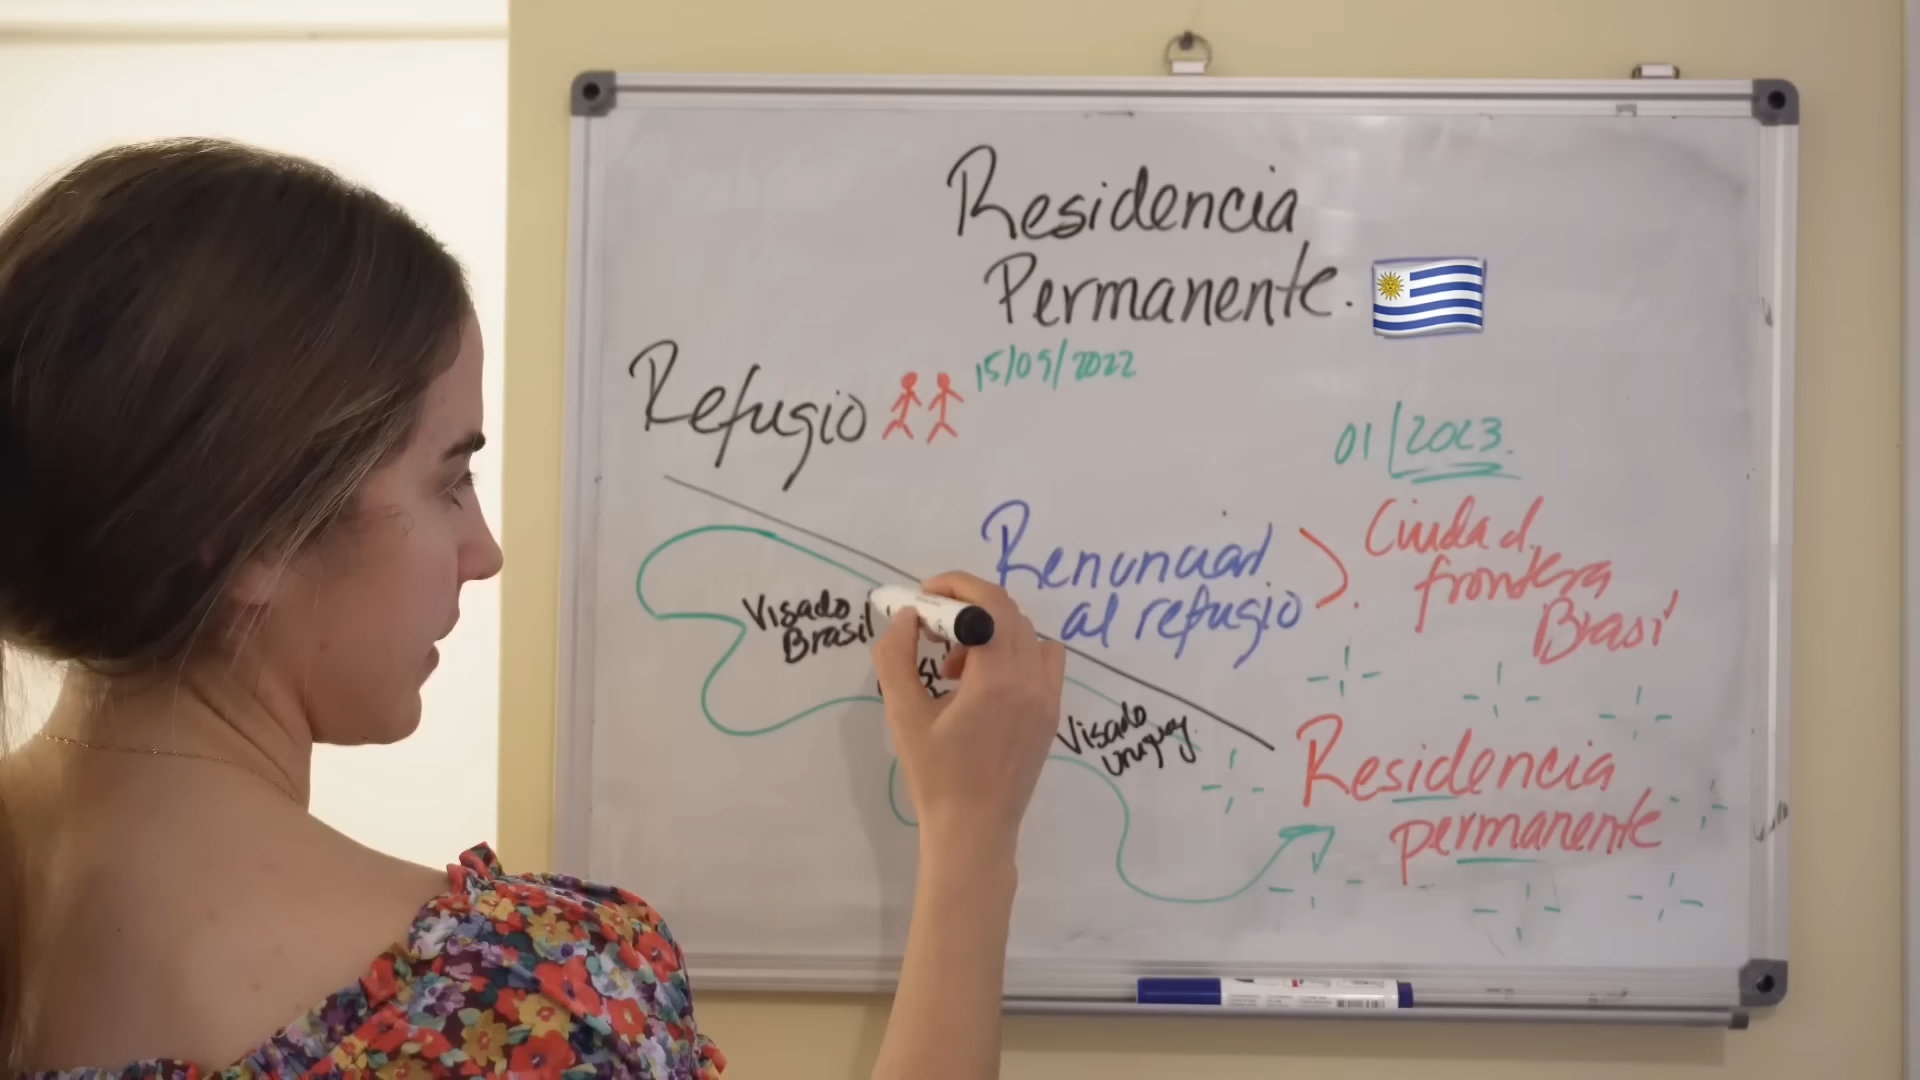 Residencia
Permanente.
Refugio
15/09/2022
01/2023.
Renunciar
al refugio
Ciudad
frontera
Brasil
Visado
Brasil
Visado
Uruguay
Residencia
permanente